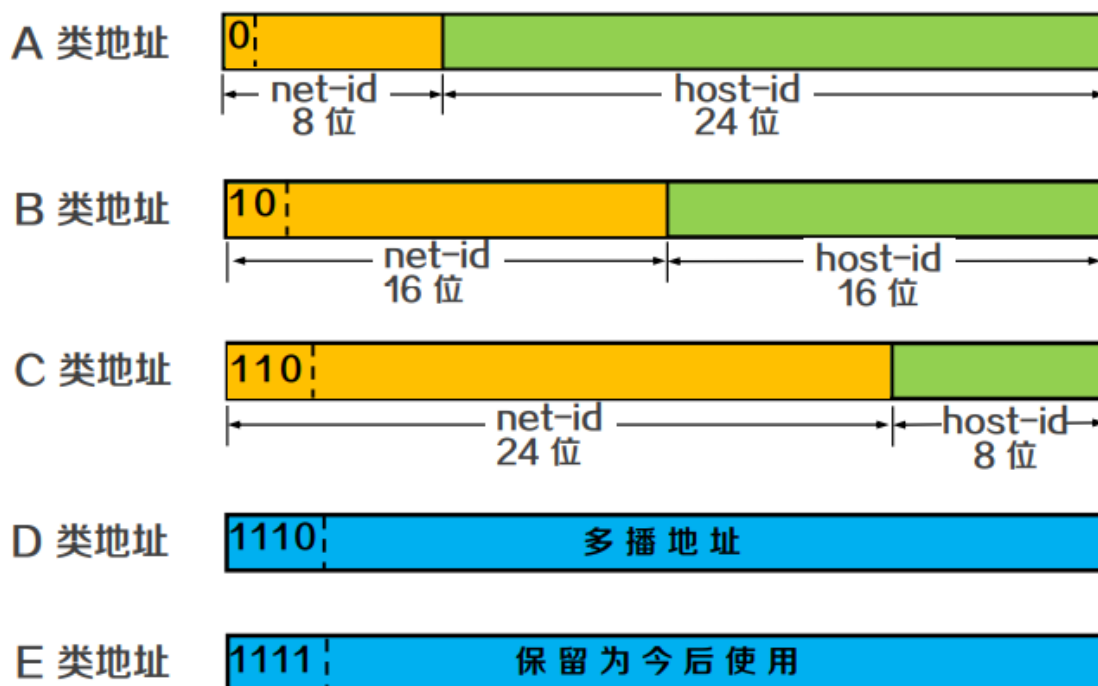 A 类地址
0
net-id
8 位
host-id
24 位
B 类地址
10
net-id
16 位
host-id
16 位
C 类地址
110
net-id
24 位
host-id
8 位
D 类地址
1110
多播地址
E 类地址
1111
保留为今后使用